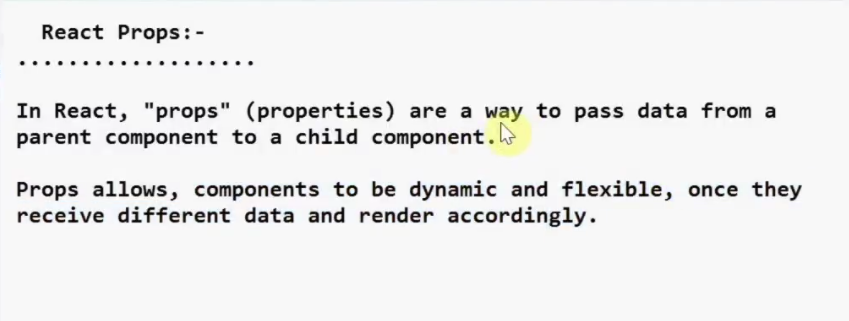 React Props:-
...................
In React, "props" (properties) are a way to pass data from a
parent component to a child component.
Props allows, components to be dynamic and flexible, once they
receive different data and render accordingly.